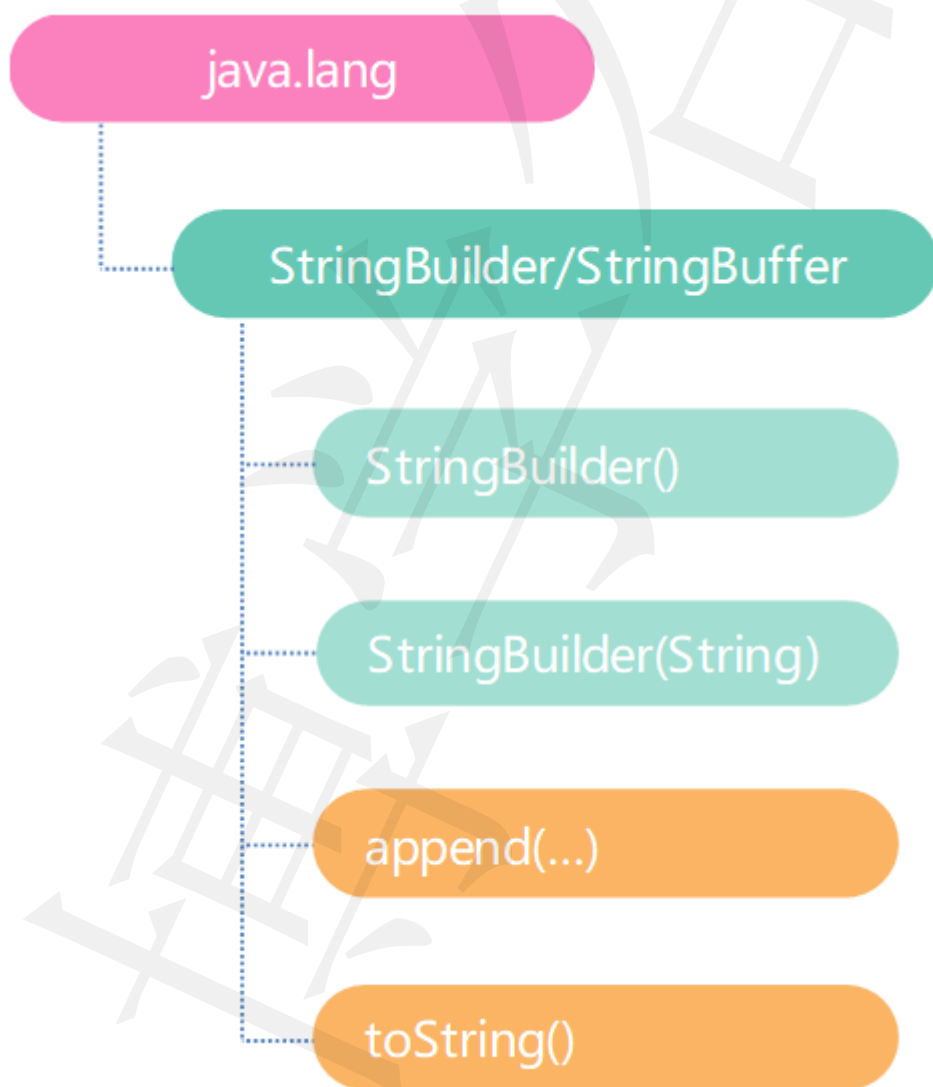 java.lang
StringBuilder/StringBuffer
StringBuilder()
StringBuilder(String)
append(...)
toString()